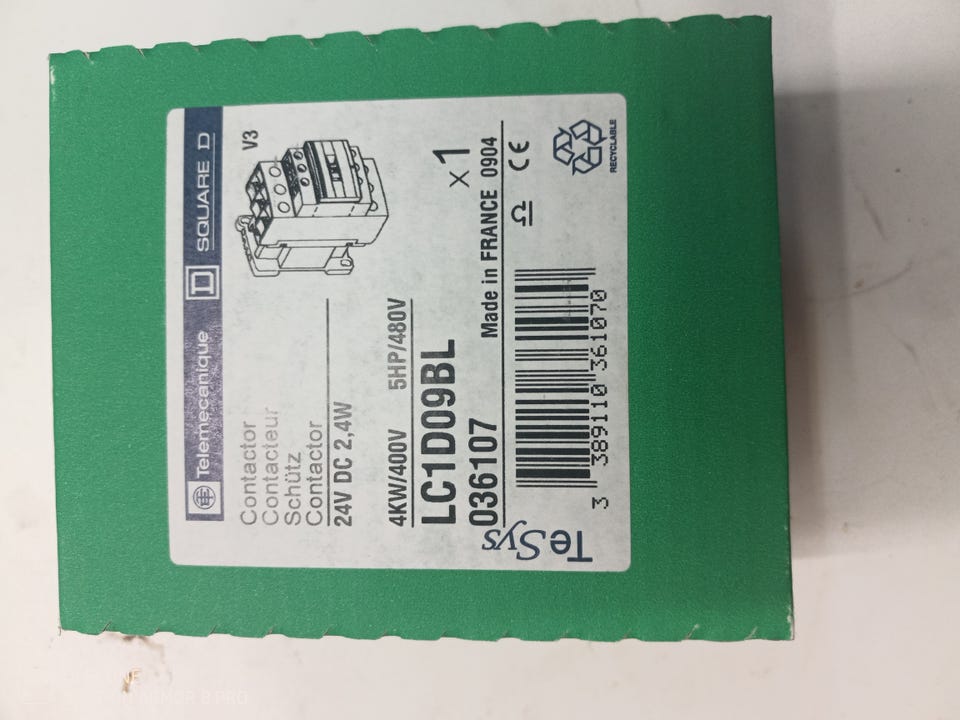 Telemecanique SQUARE D
V3
Contactor
Contacteur
Schütz
Contactor
24V DC 2,4W
4KW/400V 5HP/480V
LC1D09BL x 1
036107 Made in FRANCE 0904
TeSys
CE
3 389110 361070
RECYCLABLE